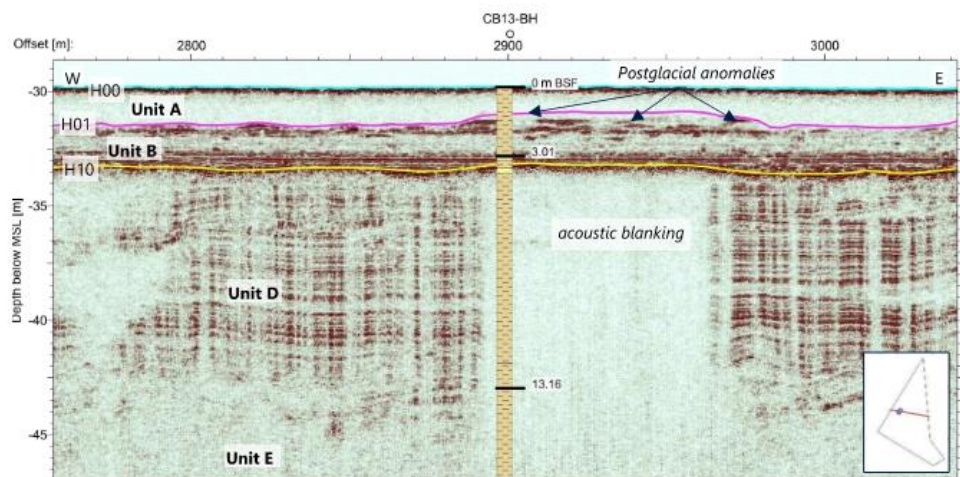 CB13-BH
Offset [m]: 2800 2900 3000
W
Postglacial anomalies
E
0 m BSF
-30
H00
Unit A
H01
Unit B
3.01
H10
-35
acoustic blanking
Depth below MSL [m]
Unit D
-40
13.16
-45
Unit E